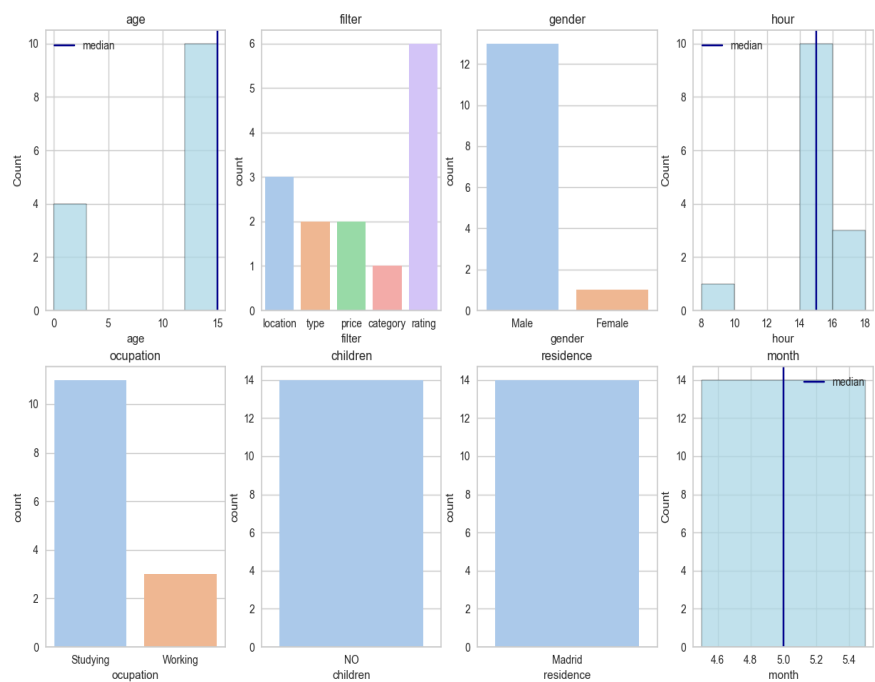 age
filter
gender
hour
median
median
10
8
6
4
2
0
Count
0
5
10
15
age
6
5
4
3
2
1
0
count
location
type
price
category
rating
filter
12
10
8
6
4
2
0
count
Male
Female
gender
10
8
6
4
2
0
Count
8
10
12
14
16
18
hour
ocupation
children
residence
month
10
8
6
4
2
0
count
Studying
Working
ocupation
14
12
10
8
6
4
2
0
count
NO
children
14
12
10
8
6
4
2
0
count
Madrid
residence
median
14
12
10
8
6
4
2
0
Count
4.6
4.8
5.0
5.2
5.4
month